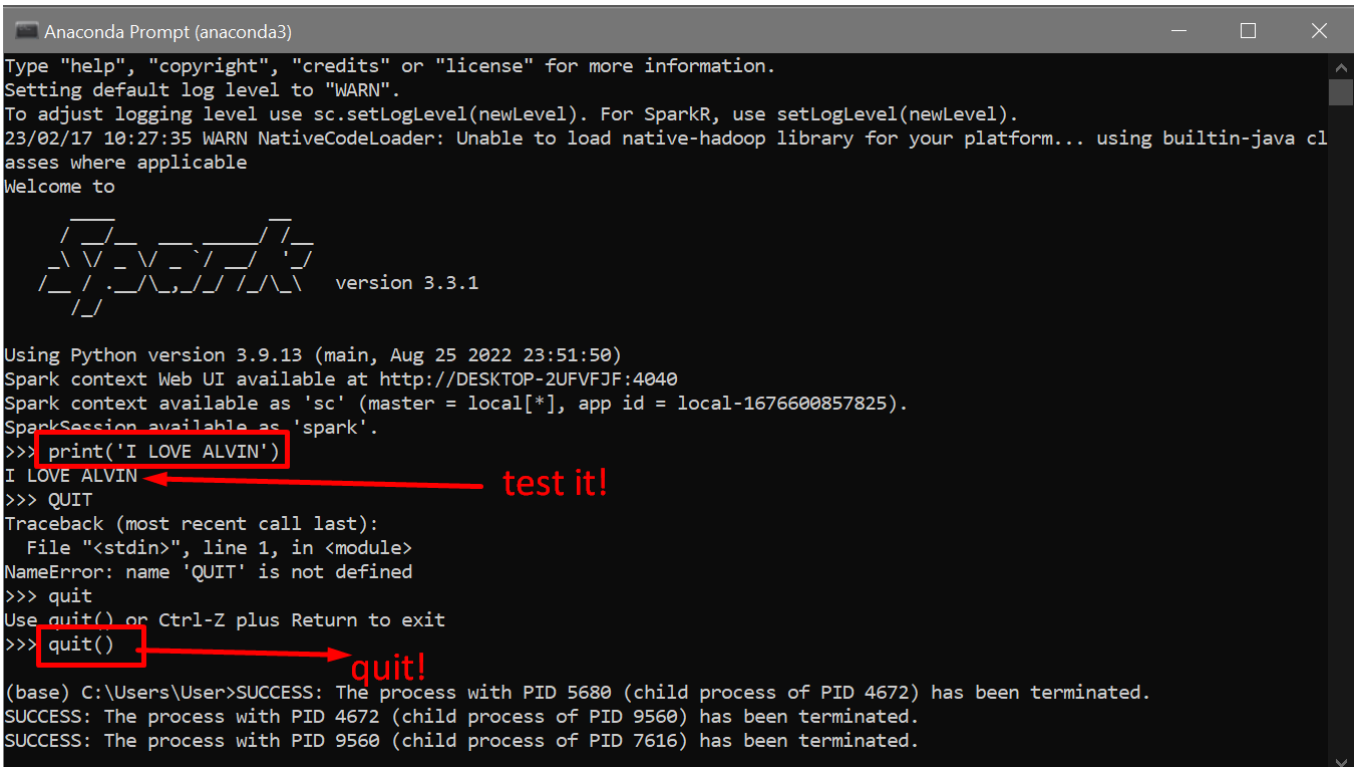 Anaconda Prompt (anaconda3)
Type "help", "copyright", "credits" or "license" for more information.
Setting default log level to "WARN".
To adjust logging level use sc.setLogLevel(newLevel). For SparkR, use setLogLevel(newLevel).
23/02/17 10:27:35 WARN NativeCodeLoader: Unable to load native-hadoop library for your platform... using builtin-java cl
asses where applicable
Welcome to
Spark version 3.3.1
Using Python version 3.9.13 (main, Aug 25 2022 23:51:50)
Spark context Web UI available at http://DESKTOP-2UFVFJF:4040
Spark context available as 'sc' (master = local[*], app id = local-1676600857825).
SparkSession available as 'spark'.
>>> print('I LOVE ALVIN')
I LOVE ALVIN
test it!
>>> QUIT
Traceback (most recent call last):
  File "<stdin>", line 1, in <module>
NameError: name 'QUIT' is not defined
>>> quit
Use quit() or Ctrl-Z plus Return to exit
>>> quit()
quit!
(base) C:\Users\User>SUCCESS: The process with PID 5680 (child process of PID 4672) has been terminated.
SUCCESS: The process with PID 4672 (child process of PID 9560) has been terminated.
SUCCESS: The process with PID 9560 (child process of PID 7616) has been terminated.